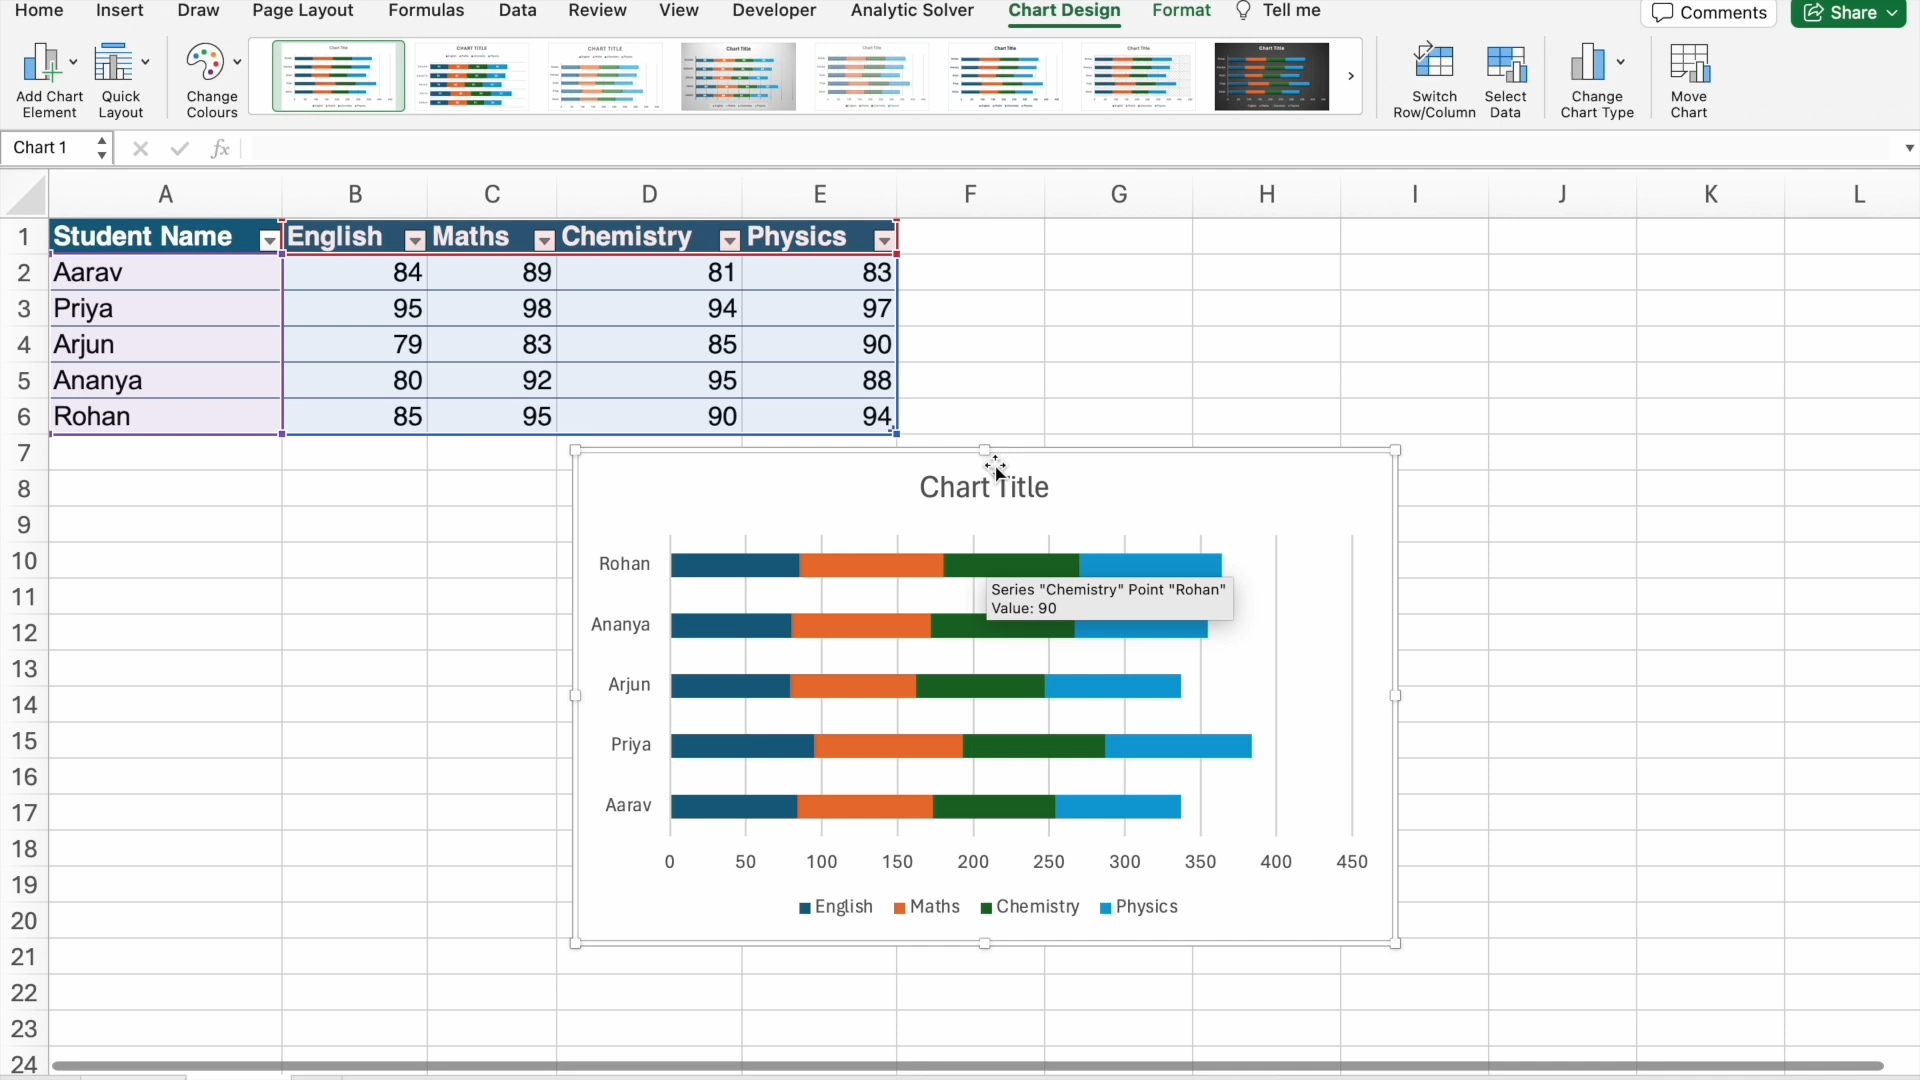 Home Insert Draw Page Layout Formulas Data Review View Developer Analytic Solver Chart Design Format Tell me Comments Share
Add Chart Element Quick Layout Change Colours Switch Row/Column Select Data Change Chart Type Move Chart
Chart 1 fx
A B C D E F G H I J K L
1 Student Name English Maths Chemistry Physics
2 Aarav 84 89 81 83
3 Priya 95 98 94 97
4 Arjun 79 83 85 90
5 Ananya 80 92 95 88
6 Rohan 85 95 90 94
7
8
9
10
11
12
13
14
15
16
17
18
19
20
21
22
23
24
Chart Title
Rohan
Series "Chemistry" Point "Rohan"
Value: 90
Ananya
Arjun
Priya
Aarav
0 50 100 150 200 250 300 350 400 450
English Maths Chemistry Physics